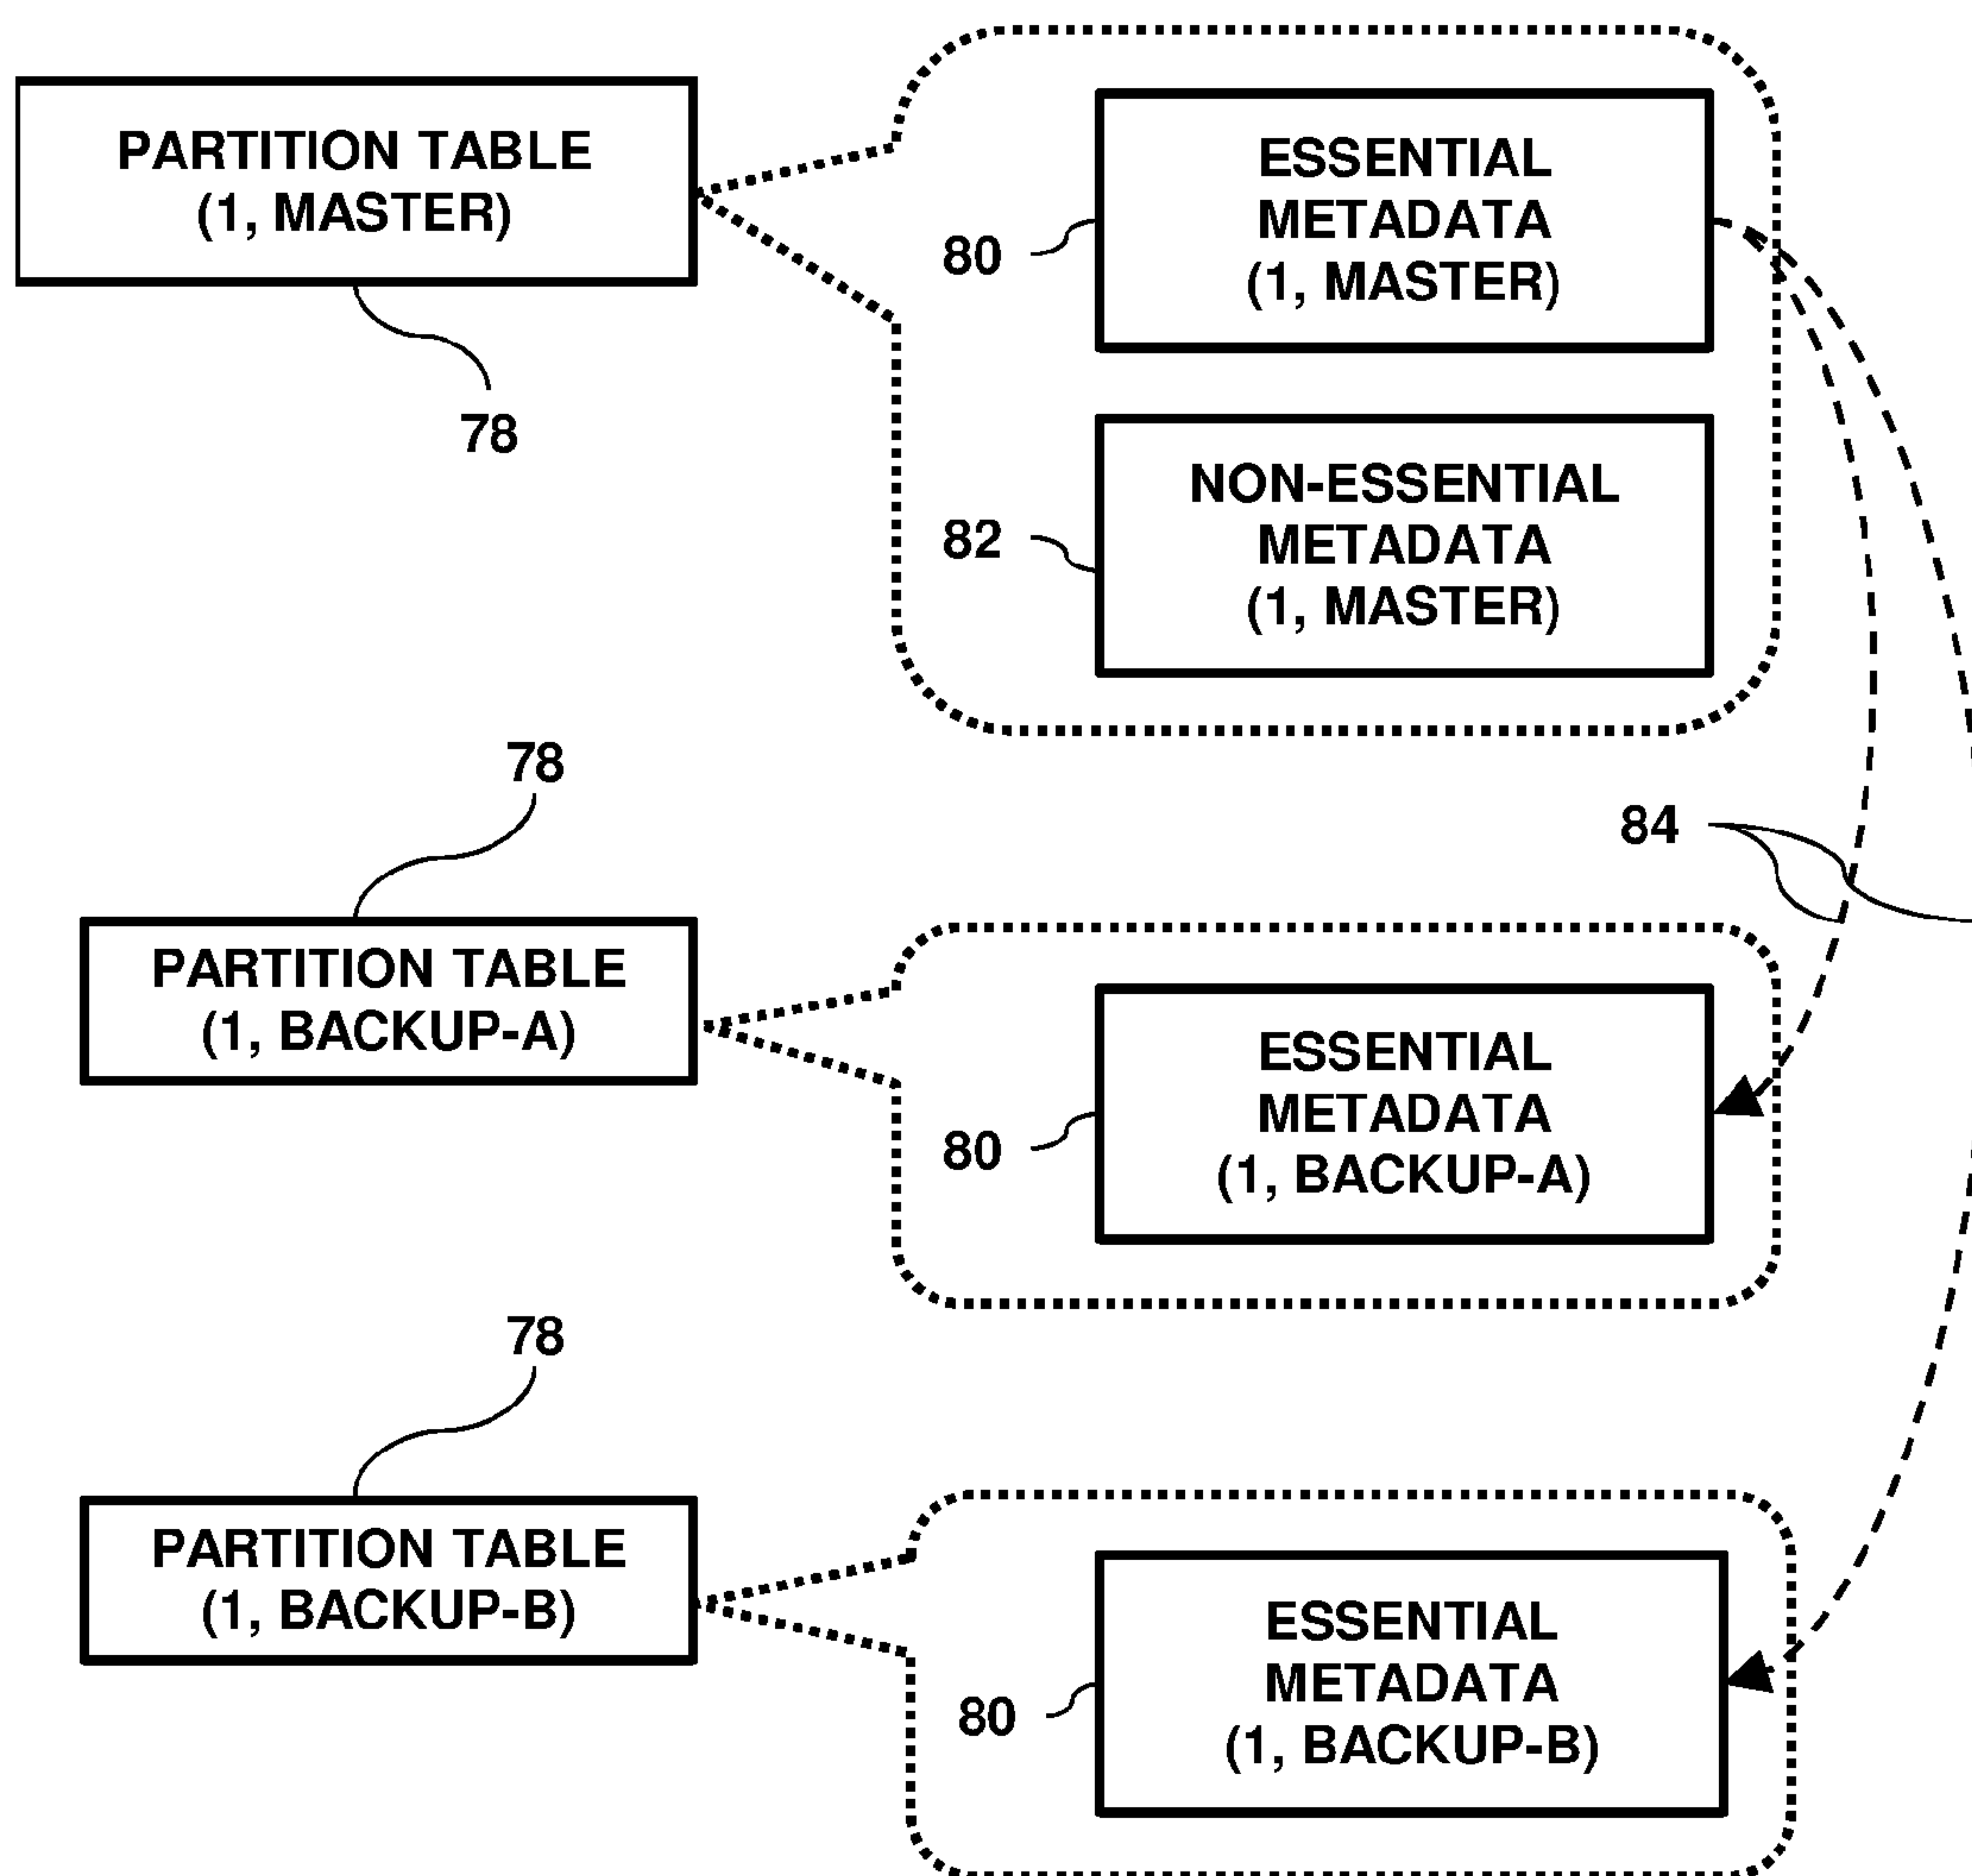 PARTITION TABLE
(1, MASTER)
78
ESSENTIAL
METADATA
(1, MASTER)
80
NON-ESSENTIAL
METADATA
(1, MASTER)
82
78
84
PARTITION TABLE
(1, BACKUP-A)
ESSENTIAL
METADATA
(1, BACKUP-A)
80
78
PARTITION TABLE
(1, BACKUP-B)
ESSENTIAL
METADATA
(1, BACKUP-B)
80